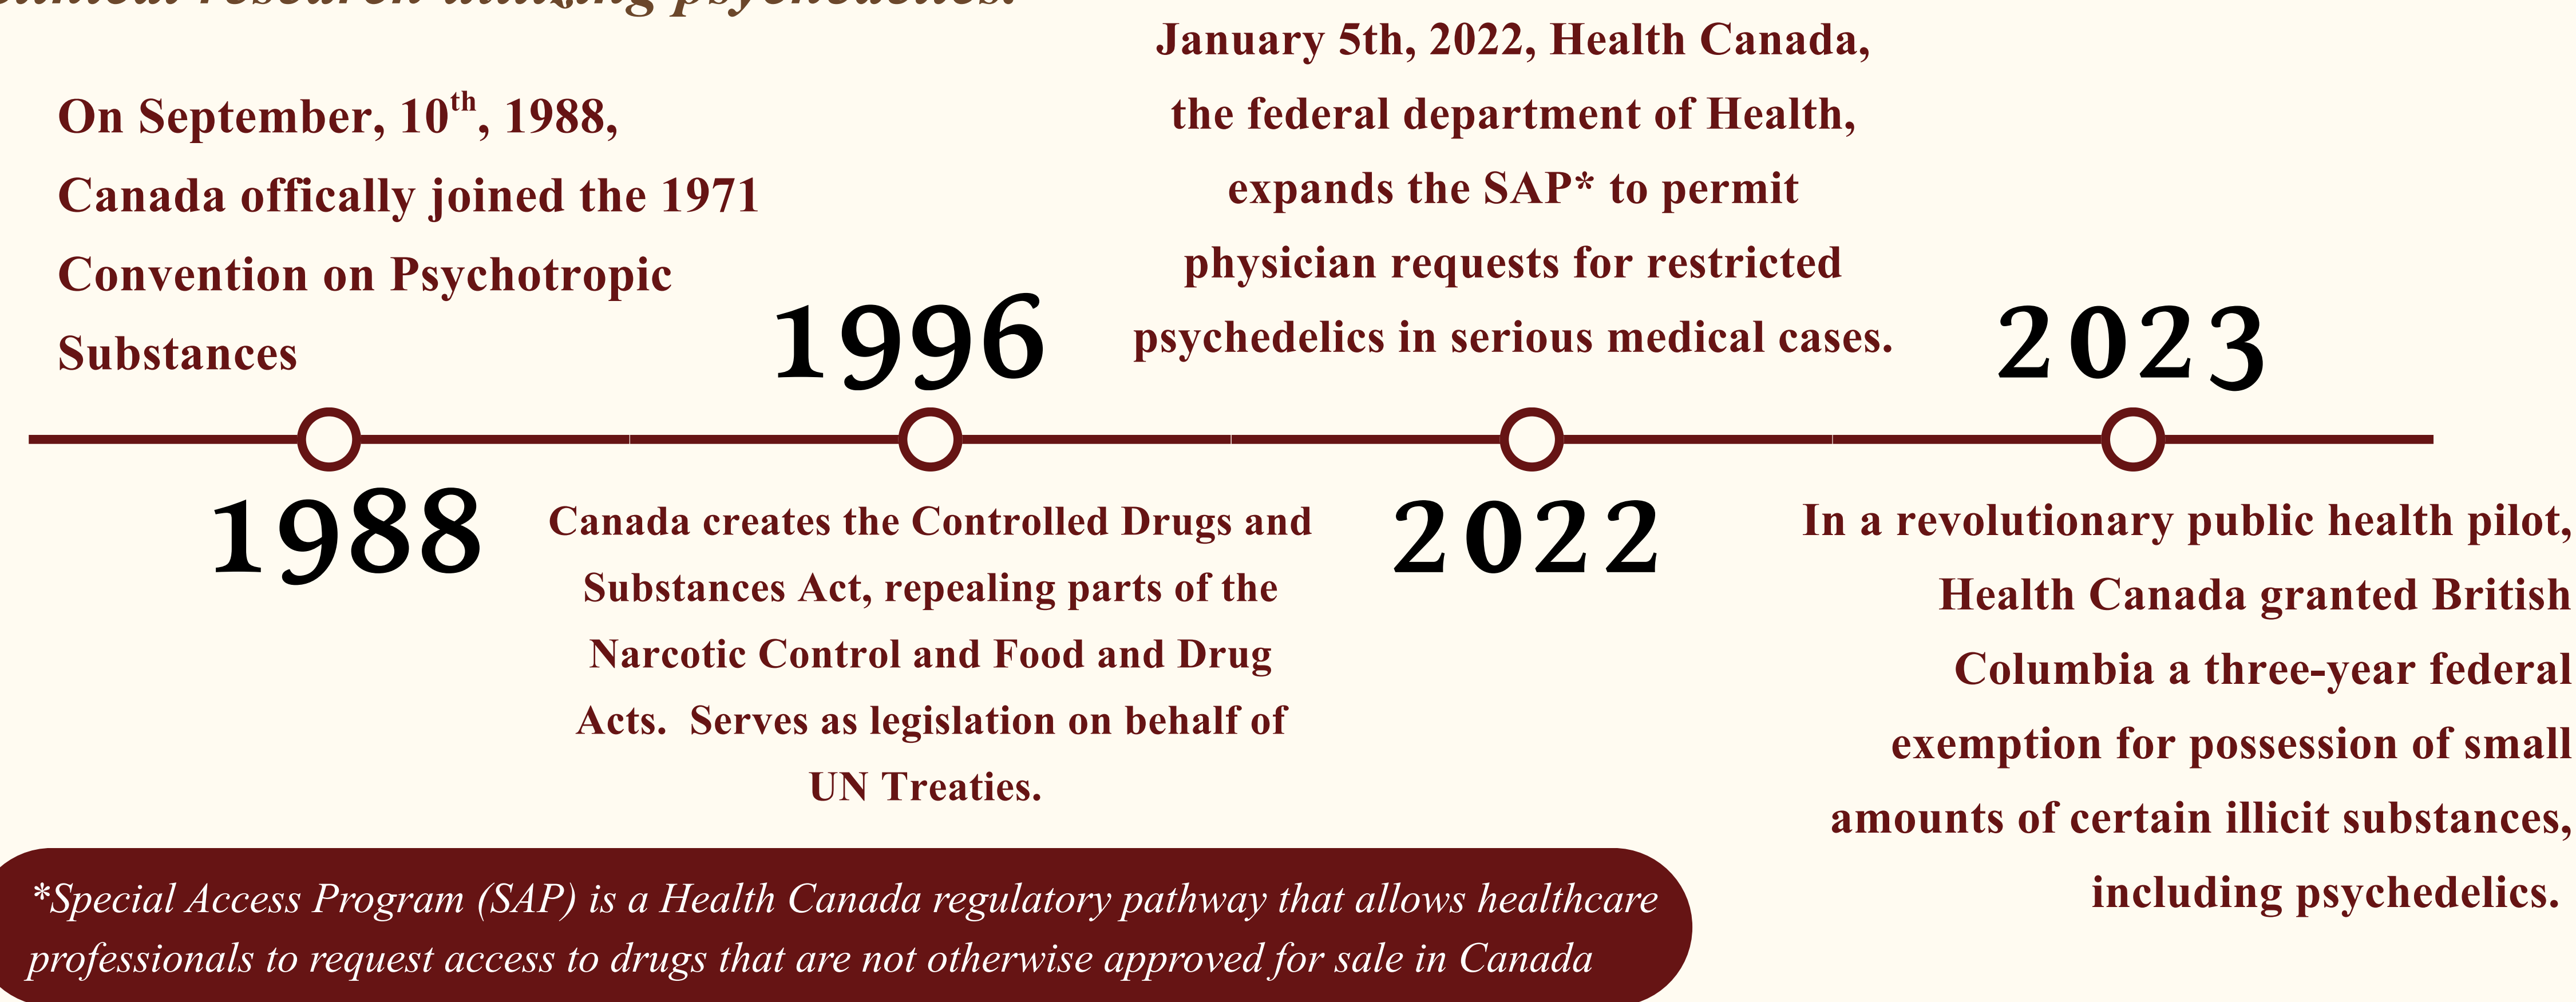 clinical research utilizing psychedelics.
On September, 10th, 1988,
Canada offically joined the 1971
Convention on Psychotropic
Substances
1988
1996
Canada creates the Controlled Drugs and
Substances Act, repealing parts of the
Narcotic Control and Food and Drug
Acts.  Serves as legislation on behalf of
UN Treaties.
January 5th, 2022, Health Canada,
the federal department of Health,
expands the SAP* to permit
physician requests for restricted
psychedelics in serious medical cases.
2022
2023
In a revolutionary public health pilot,
Health Canada granted British
Columbia a three-year federal
exemption for possession of small
amounts of certain illicit substances,
including psychedelics.
*Special Access Program (SAP) is a Health Canada regulatory pathway that allows healthcare
professionals to request access to drugs that are not otherwise approved for sale in Canada